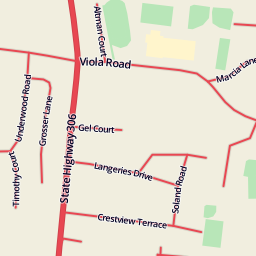 Altman Court
Viola Road
Marcia Lane
Underwood Road
Grosser Lane
Gel Court
State Highway 306
Langeries Drive
Timothy Court
Soland Road
Crestview Terrace